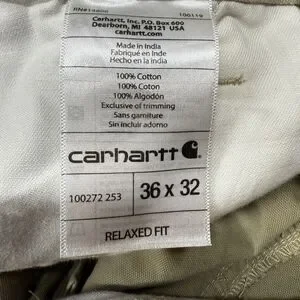 100119
Carhartt, Inc. P.O. Box 600
Dearborn, MI 48121 USA
carhartt.com
Made in India
Fabriqué en Inde
Hecho en la India
100% Cotton
100% Coton
100% Algodón
Exclusive of trimming
Sans garniture
Sin incluir adorno
carhartt
100272 253
36 x 32
RELAXED FIT